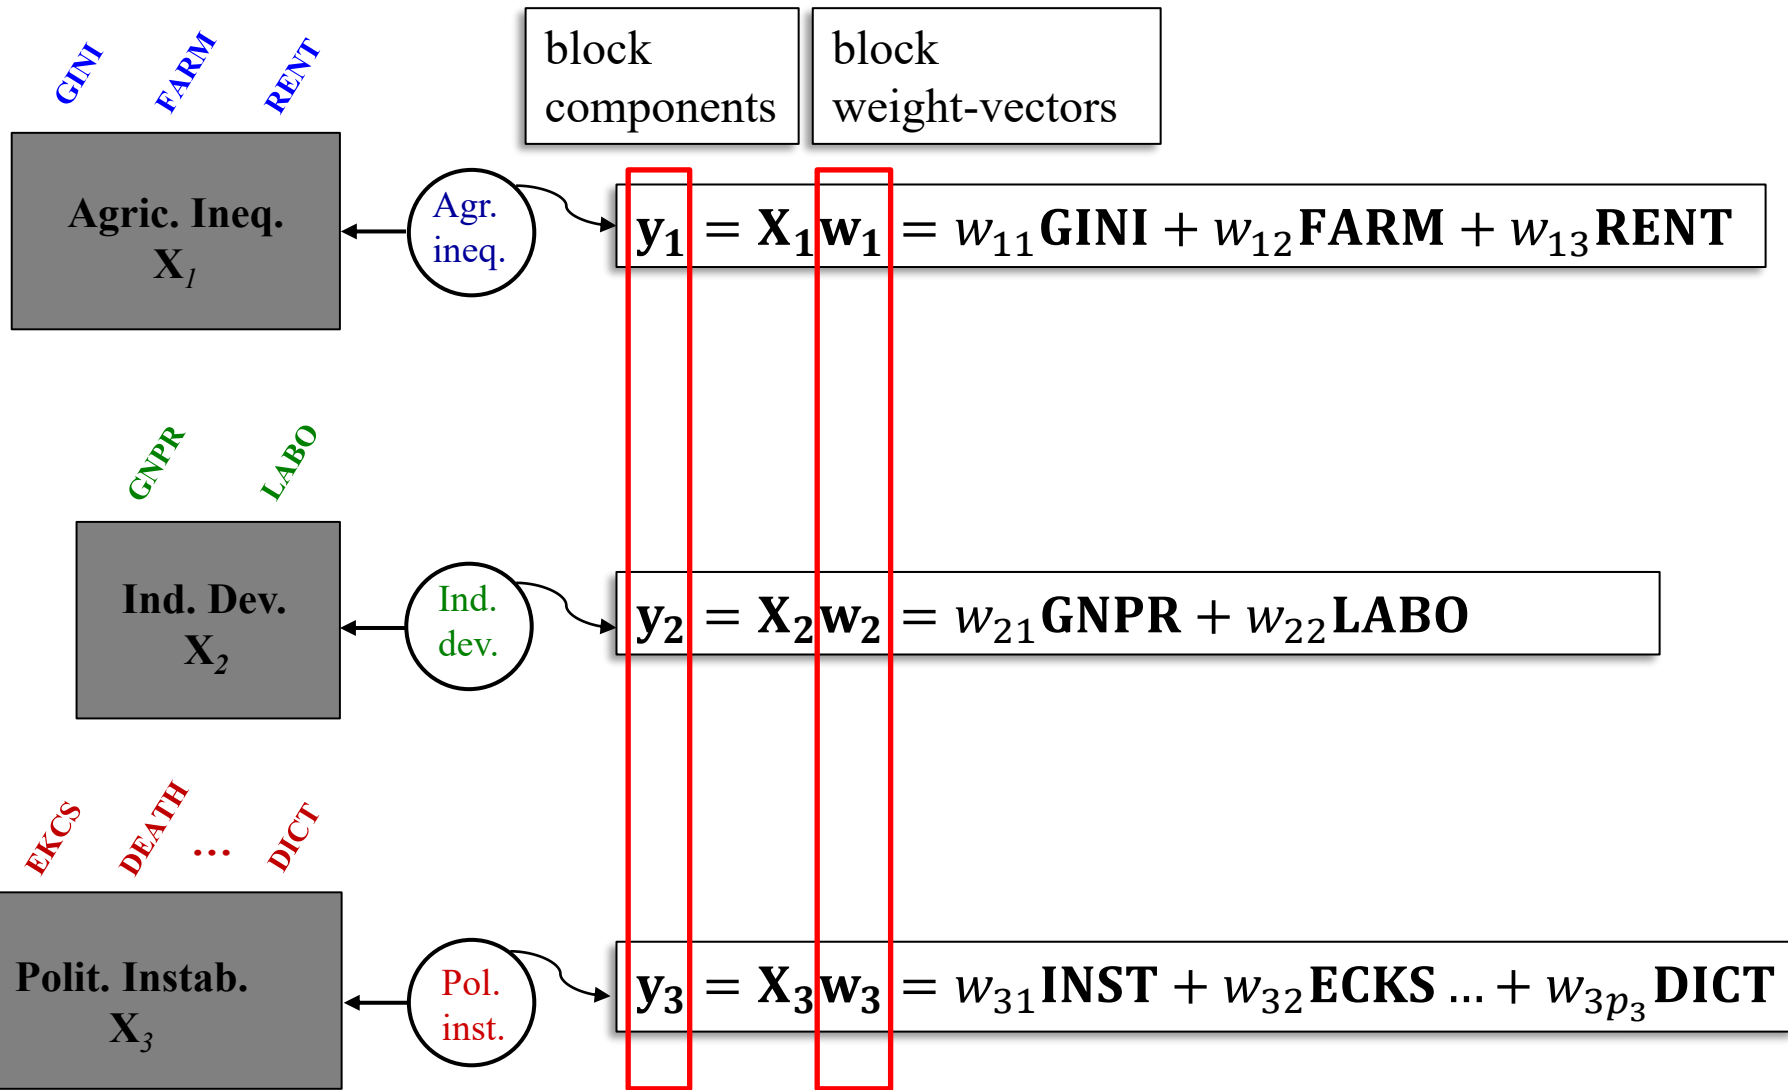 block
components
block
weight-vectors
GINI FARM RENT
Agric. Ineq.
X₁
Agr.
ineq.
y₁ = X₁w₁ = w₁₁GINI + w₁₂FARM + w₁₃RENT
GNPR LABO
Ind. Dev.
X₂
Ind.
dev.
y₂ = X₂w₂ = w₂₁GNPR + w₂₂LABO
EKCS DEATH ... DICT
Polit. Instab.
X₃
Pol.
inst.
y₃ = X₃w₃ = w₃₁INST + w₃₂ECKS ... + w₃ₚ₃DICT